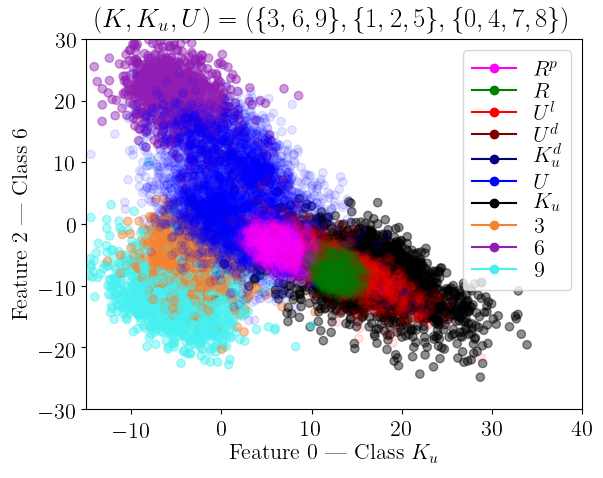 (K, K_u, U) = ({3, 6, 9}, {1, 2, 5}, {0, 4, 7, 8})
Feature 2 — Class 6
30
20
10
0
−10
−20
−30
R^p
R
U^l
U^d
K_u^d
U
K_u
3
6
9
−10 0 10 20 30 40
Feature 0 — Class K_u